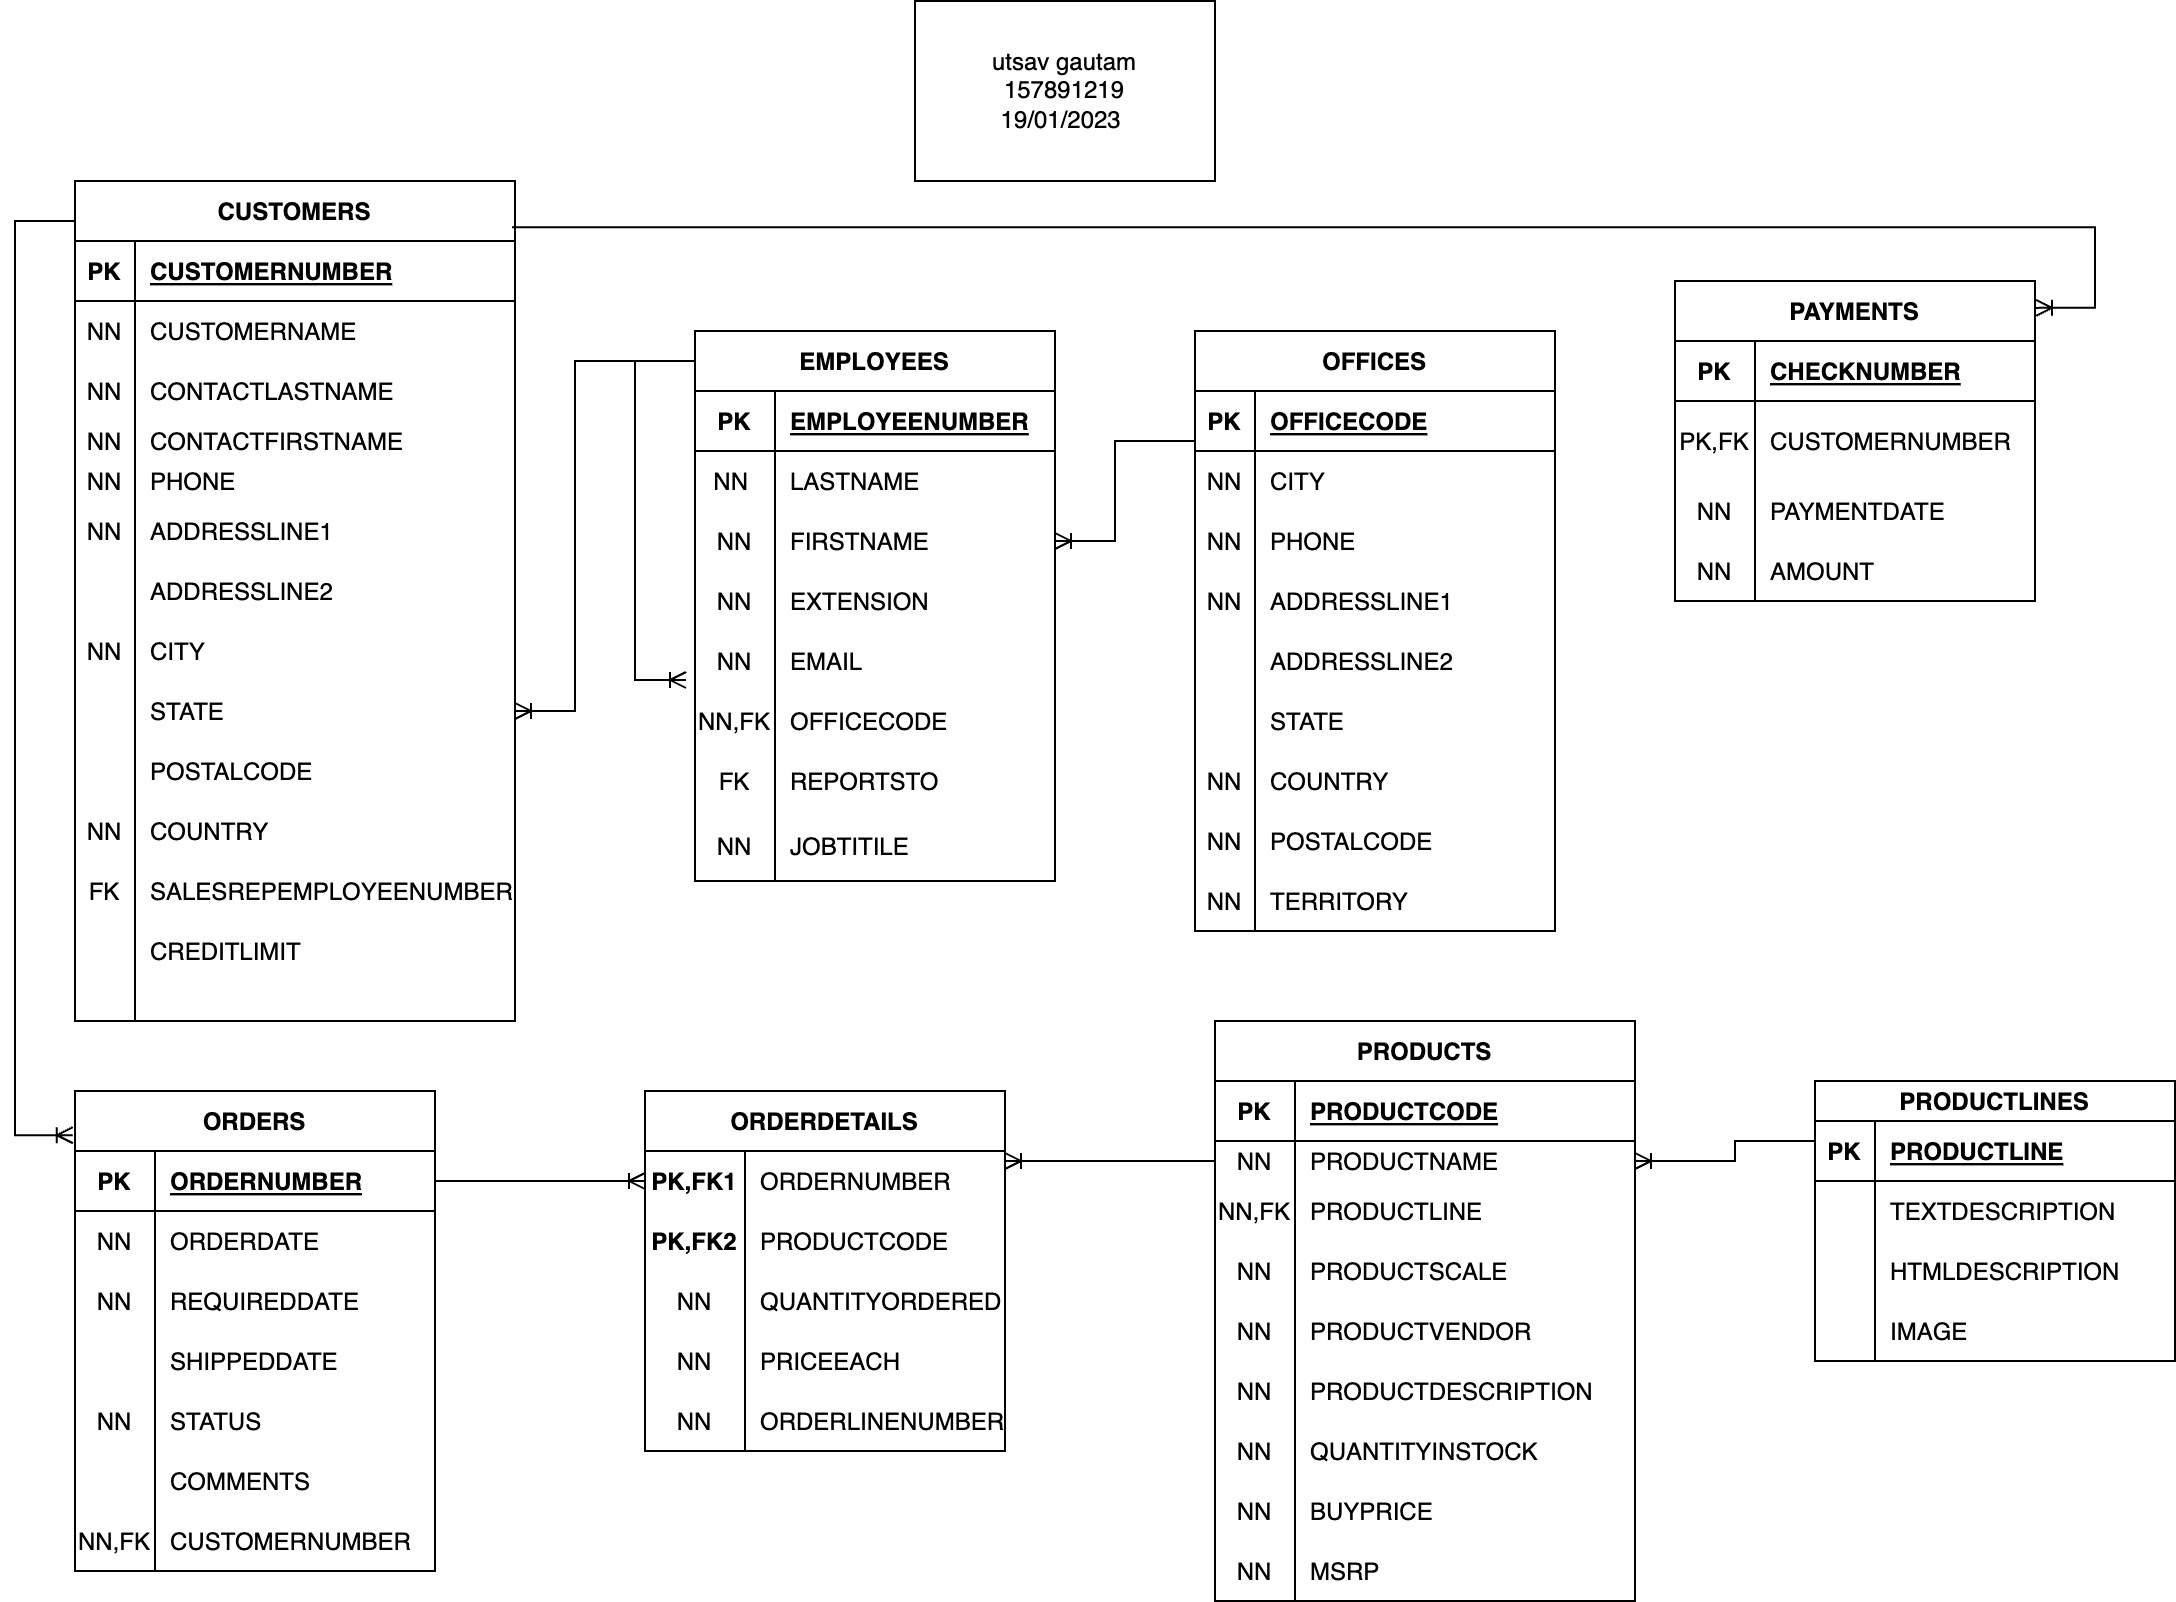 utsav gautam
157891219
19/01/2023
CUSTOMERS
PK CUSTOMERNUMBER
NN CUSTOMERNAME
NN CONTACTLASTNAME
NN CONTACTFIRSTNAME
NN PHONE
NN ADDRESSLINE1
ADDRESSLINE2
NN CITY
STATE
POSTALCODE
NN COUNTRY
FK SALESREPEMPLOYEENUMBER
CREDITLIMIT
EMPLOYEES
PK EMPLOYEENUMBER
NN LASTNAME
NN FIRSTNAME
NN EXTENSION
NN EMAIL
NN,FK OFFICECODE
FK REPORTSTO
NN JOBTITILE
OFFICES
PK OFFICECODE
NN CITY
NN PHONE
NN ADDRESSLINE1
ADDRESSLINE2
STATE
NN COUNTRY
NN POSTALCODE
NN TERRITORY
PAYMENTS
PK CHECKNUMBER
PK,FK CUSTOMERNUMBER
NN PAYMENTDATE
NN AMOUNT
ORDERS
PK ORDERNUMBER
NN ORDERDATE
NN REQUIREDDATE
SHIPPEDDATE
NN STATUS
COMMENTS
NN,FK CUSTOMERNUMBER
ORDERDETAILS
PK,FK1 ORDERNUMBER
PK,FK2 PRODUCTCODE
NN QUANTITYORDERED
NN PRICEEACH
NN ORDERLINENUMBER
PRODUCTS
PK PRODUCTCODE
NN PRODUCTNAME
NN,FK PRODUCTLINE
NN PRODUCTSCALE
NN PRODUCTVENDOR
NN PRODUCTDESCRIPTION
NN QUANTITYINSTOCK
NN BUYPRICE
NN MSRP
PRODUCTLINES
PK PRODUCTLINE
TEXTDESCRIPTION
HTMLDESCRIPTION
IMAGE